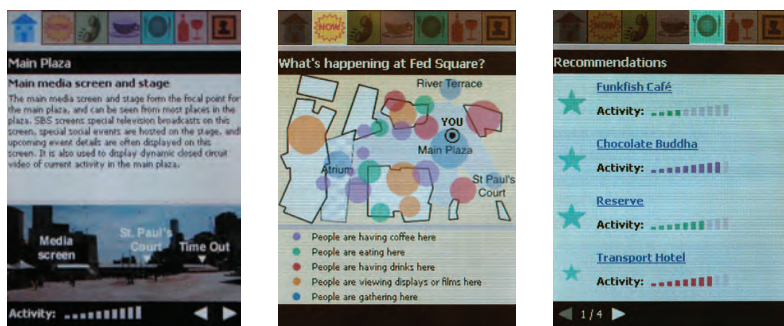 NOW
Main Plaza
Main media screen and stage
The main media screen and stage form the focal point for
the main plaza, and can be seen from most places in the
plaza. SBS screens special television broadcasts on this
screen, special social events are hosted on the stage, and
upcoming event details are often displayed on this
screen. It is also used to display dynamic closed circuit
video of current activity in the main plaza.
Media
screen
St. Paul's
Court
Time Out
Activity:
NOW
What's happening at Fed Square?
River Terrace
YOU
Main Plaza
Atrium
St Paul's
Court
People are having coffee here
People are eating here
People are having drinks here
People are viewing displays or films here
People are gathering here
NOW
Recommendations
Funkfish Café
Activity:
Chocolate Buddha
Activity:
Reserve
Activity:
Transport Hotel
Activity:
1/4